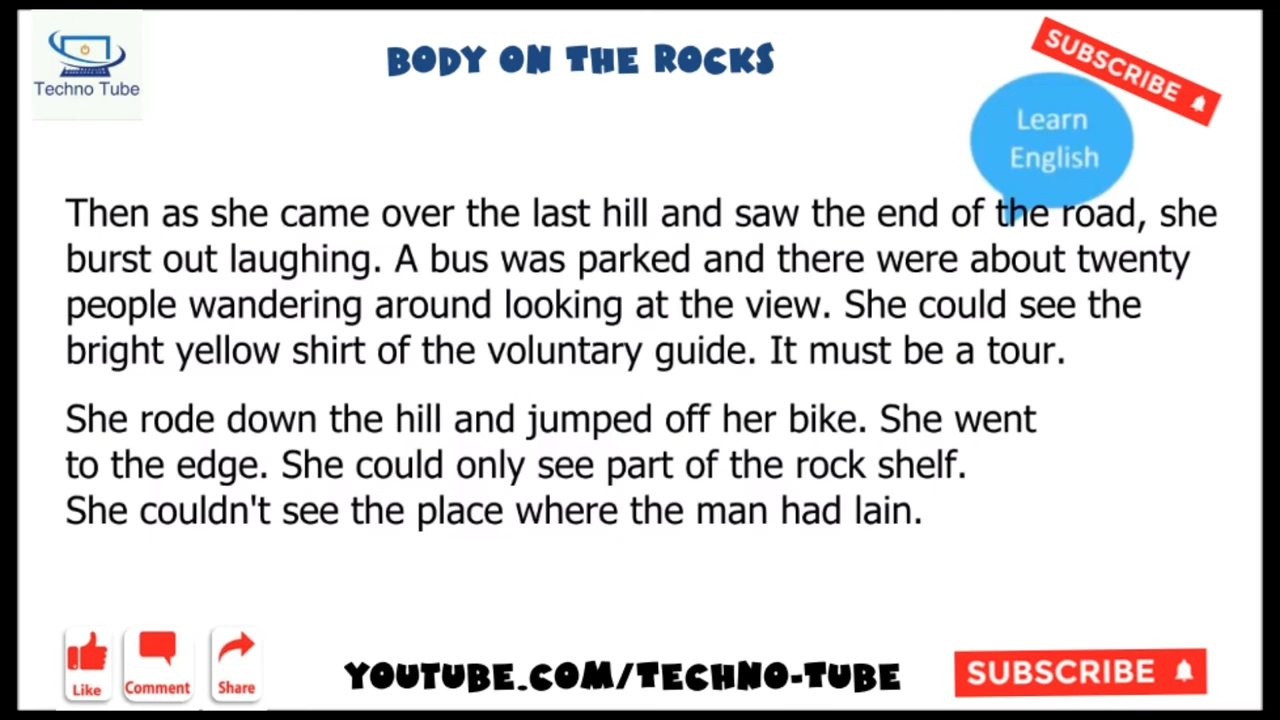 Techno Tube
BODY ON THE ROCKS
SUBSCRIBE
Learn
English
Then as she came over the last hill and saw the end of the road, she
burst out laughing. A bus was parked and there were about twenty
people wandering around looking at the view. She could see the
bright yellow shirt of the voluntary guide. It must be a tour.
She rode down the hill and jumped off her bike. She went
to the edge. She could only see part of the rock shelf.
She couldn't see the place where the man had lain.
Like
Comment
Share
YOUTUBE.COM/TECHNO-TUBE
SUBSCRIBE